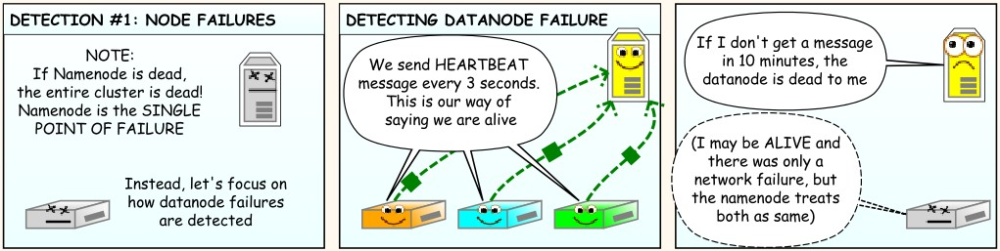 DETECTION #1: NODE FAILURES
NOTE:
If Namenode is dead,
the entire cluster is dead!
Namenode is the SINGLE
POINT OF FAILURE
Instead, let's focus on
how datanode failures
are detected
DETECTING DATANODE FAILURE
We send HEARTBEAT
message every 3 seconds.
This is our way of
saying we are alive
If I don't get a message
in 10 minutes, the
datanode is dead to me
(I may be ALIVE and
there was only a
network failure, but
the namenode treats
both as same)